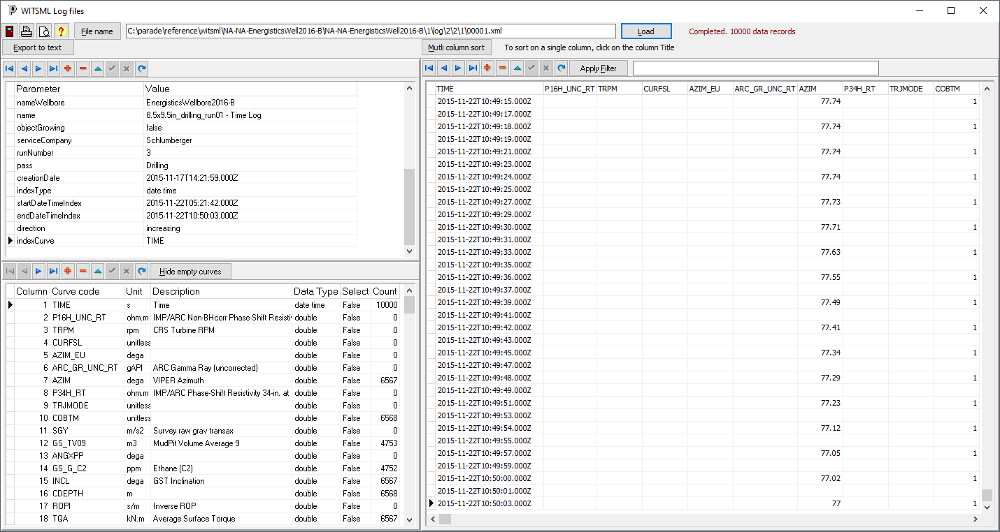 WITSML Log files
File name C:\parade\reference\witsml\NA-NA-EnergisticsWell2016-B\NA-NA-EnergisticsWell2016-B\1\log\2\2\1\00001.xml Load Completed. 10000 data records
Export to text Mutli column sort To sort on a single column, click on the column Title
Parameter Value
nameWellbore EnergisticsWellbore2016-B
name 8.5x9.5in_drilling_run01 - Time Log
objectGrowing false
serviceCompany Schlumberger
runNumber 3
pass Drilling
creationDate 2015-11-17T14:21:59.000Z
indexType date time
startDateTimeIndex 2015-11-22T05:21:42.000Z
endDateTimeIndex 2015-11-22T10:50:03.000Z
direction increasing
indexCurve TIME
Hide empty curves
Column Curve code Unit Description Data Type Select Count
1 TIME s Time date time False 10000
2 P16H_UNC_RT ohm.m IMP/ARC Non-BHcorr Phase-Shift Resisti double False 0
3 TRPM rpm CRS Turbine RPM double False 0
4 CURFSL unitless double False 0
5 AZIM_EU dega double False 0
6 ARC_GR_UNC_RT gAPI ARC Gamma Ray (uncorrected) double False 0
7 AZIM dega VIPER Azimuth double False 6567
8 P34H_RT ohm.m IMP/ARC Phase-Shift Resistivity 34-in. at double False 0
9 TRJMODE unitless double False 0
10 COBTM unitless double False 6568
11 SGY m/s2 Survey raw grav transax double False 0
12 GS_TV09 m3 MudPit Volume Average 9 double False 4753
13 ANGXPP dega double False 0
14 GS_G_C2 ppm Ethane (C2) double False 4752
15 INCL dega GST Inclination double False 6567
16 CDEPTH m double False 6568
17 ROPI s/m Inverse ROP double False 0
18 TQA kN.m Average Surface Torque double False 6567
Apply Filter
TIME P16H_UNC_RT TRPM CURFSL AZIM_EU ARC_GR_UNC_RT AZIM P34H_RT TRJMODE COBTM
2015-11-22T10:49:15.000Z 77.74 1
2015-11-22T10:49:17.000Z
2015-11-22T10:49:18.000Z 77.74 1
2015-11-22T10:49:19.000Z
2015-11-22T10:49:21.000Z 77.74 1
2015-11-22T10:49:23.000Z
2015-11-22T10:49:24.000Z 77.74 1
2015-11-22T10:49:25.000Z
2015-11-22T10:49:27.000Z 77.73 1
2015-11-22T10:49:29.000Z
2015-11-22T10:49:30.000Z 77.71 1
2015-11-22T10:49:31.000Z
2015-11-22T10:49:33.000Z 77.63 1
2015-11-22T10:49:35.000Z
2015-11-22T10:49:36.000Z 77.55 1
2015-11-22T10:49:37.000Z
2015-11-22T10:49:39.000Z 77.49 1
2015-11-22T10:49:41.000Z
2015-11-22T10:49:42.000Z 77.41 1
2015-11-22T10:49:43.000Z
2015-11-22T10:49:45.000Z 77.34 1
2015-11-22T10:49:47.000Z
2015-11-22T10:49:48.000Z 77.29 1
2015-11-22T10:49:49.000Z
2015-11-22T10:49:51.000Z 77.23 1
2015-11-22T10:49:53.000Z
2015-11-22T10:49:54.000Z 77.12 1
2015-11-22T10:49:55.000Z
2015-11-22T10:49:57.000Z 77.05 1
2015-11-22T10:49:59.000Z
2015-11-22T10:50:00.000Z 77.02 1
2015-11-22T10:50:01.000Z
2015-11-22T10:50:03.000Z 77 1